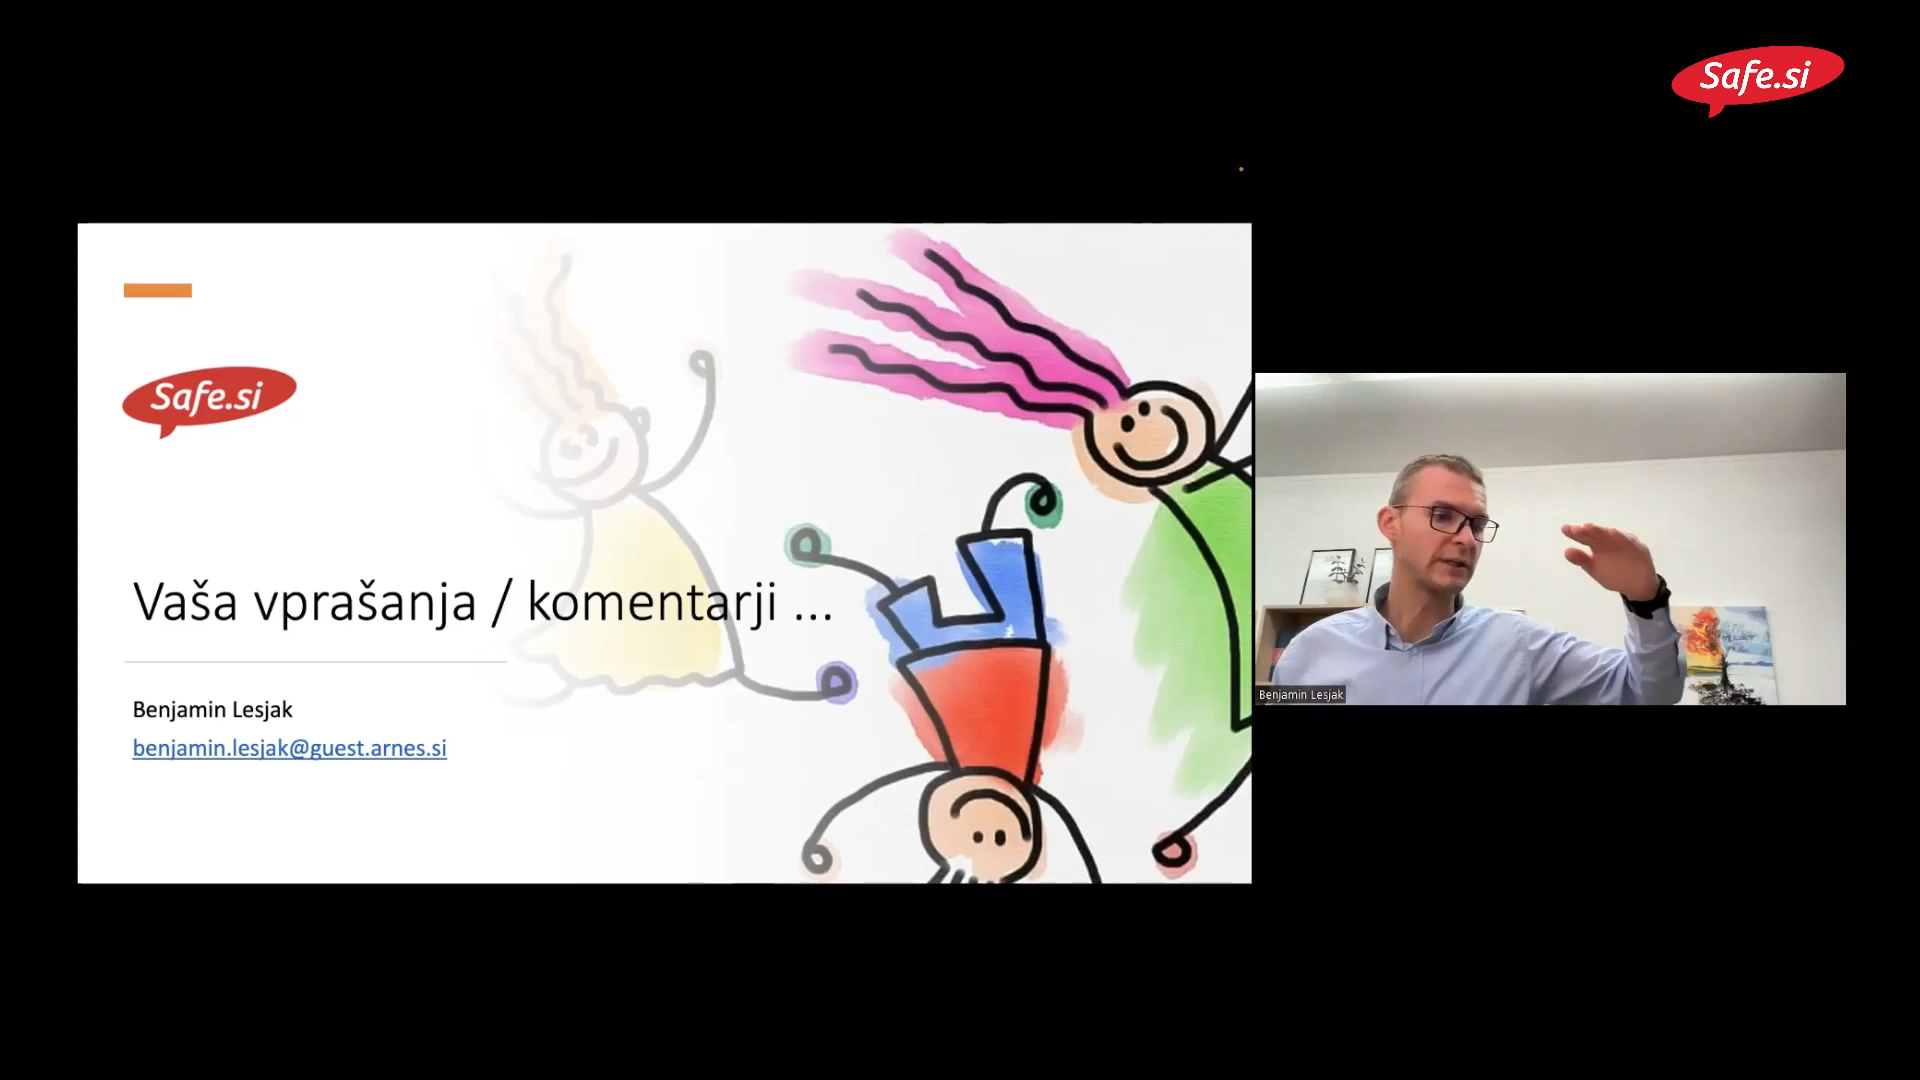 Safe.si
Safe.si
Vaša vprašanja / komentarji ...
Benjamin Lesjak
benjamin.lesjak@guest.arnes.si
Benjamin Lesjak